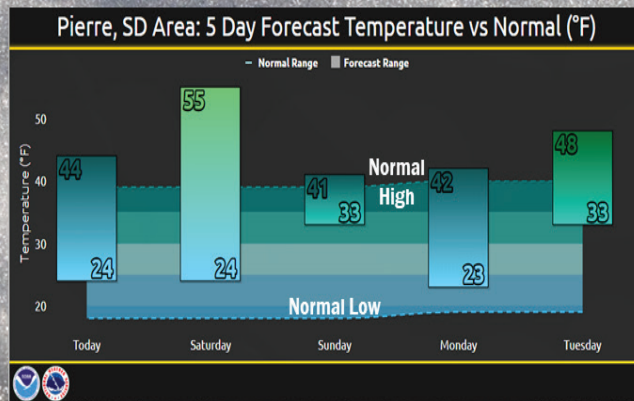 Pierre, SD Area: 5 Day Forecast Temperature vs Normal (°F)
Normal Range Forecast Range
Temperature (°F)
50
40
30
20
44
24
55
24
41
33
42
23
48
33
Normal
High
Normal Low
Today Saturday Sunday Monday Tuesday